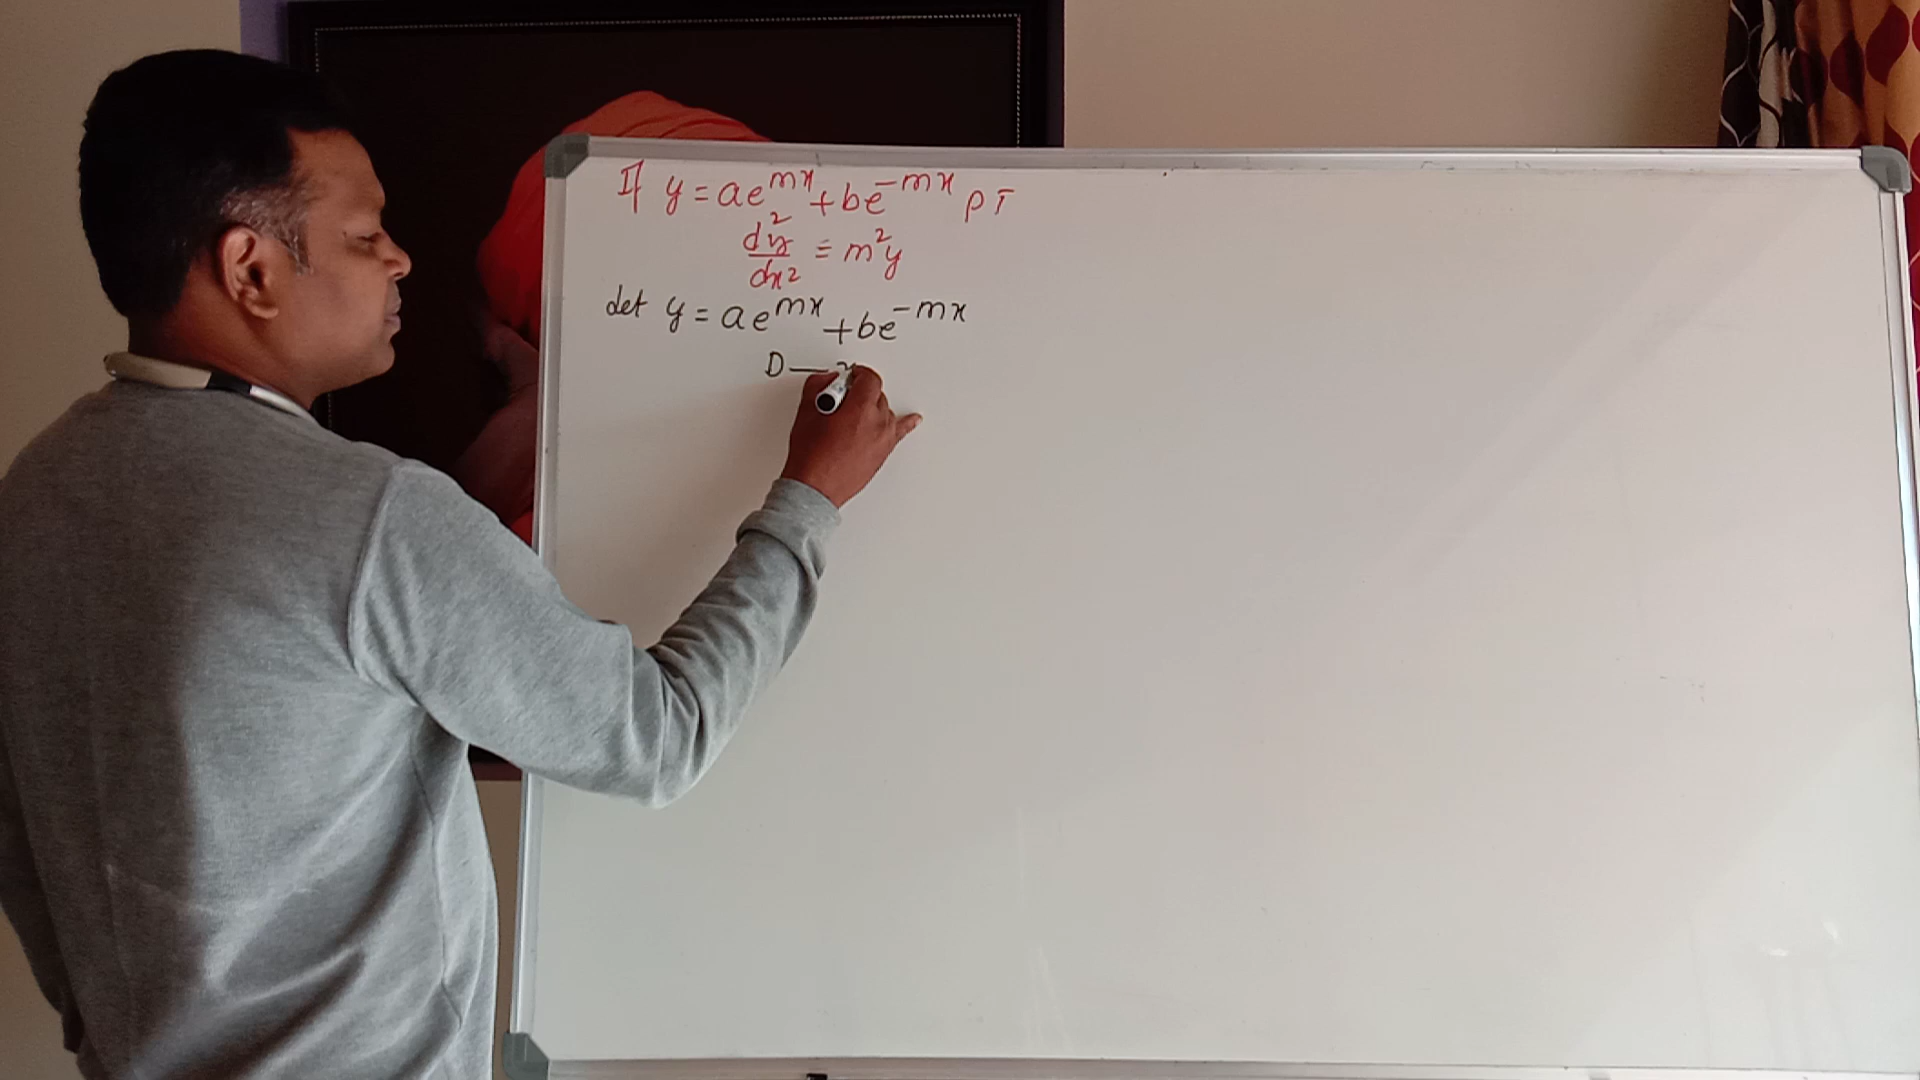 If y = ae^mx + be^-mx PT
d²y/dx² = m²y
Let y = ae^mx + be^-mx
D — x